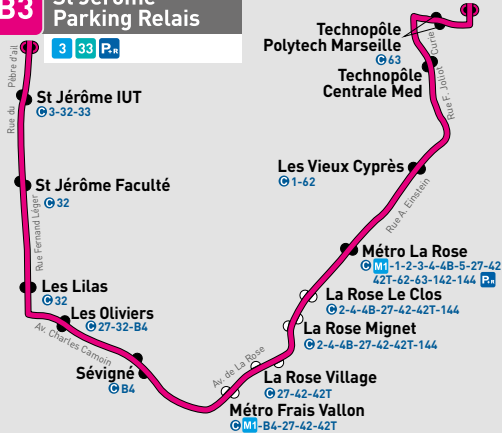 B3
St Jérôme
Parking Relais
3 33 P+R
Rue du Pèbre d'ail
St Jérôme IUT
C 3-32-33
St Jérôme Faculté
C 32
Rue Fernand Léger
Les Lilas
C 32
Les Oliviers
C 27-32-B4
Av. Charles Camoin
Sévigné
C B4
Technopôle
Polytech Marseille
C 63
Technopôle
Centrale Med
Rue F. Joliot Curie
Les Vieux Cyprès
C 1-62
Rue A. Einstein
Métro La Rose
C M1-1-2-3-4-4B-5-27-42
42T-62-63-142-144 P+R
La Rose Le Clos
C 2-4-4B-27-42-42T-144
La Rose Mignet
C 2-4-4B-27-42-42T-144
Av. de La Rose
La Rose Village
C 27-42-42T
Métro Frais Vallon
C M1-B4-27-42-42T